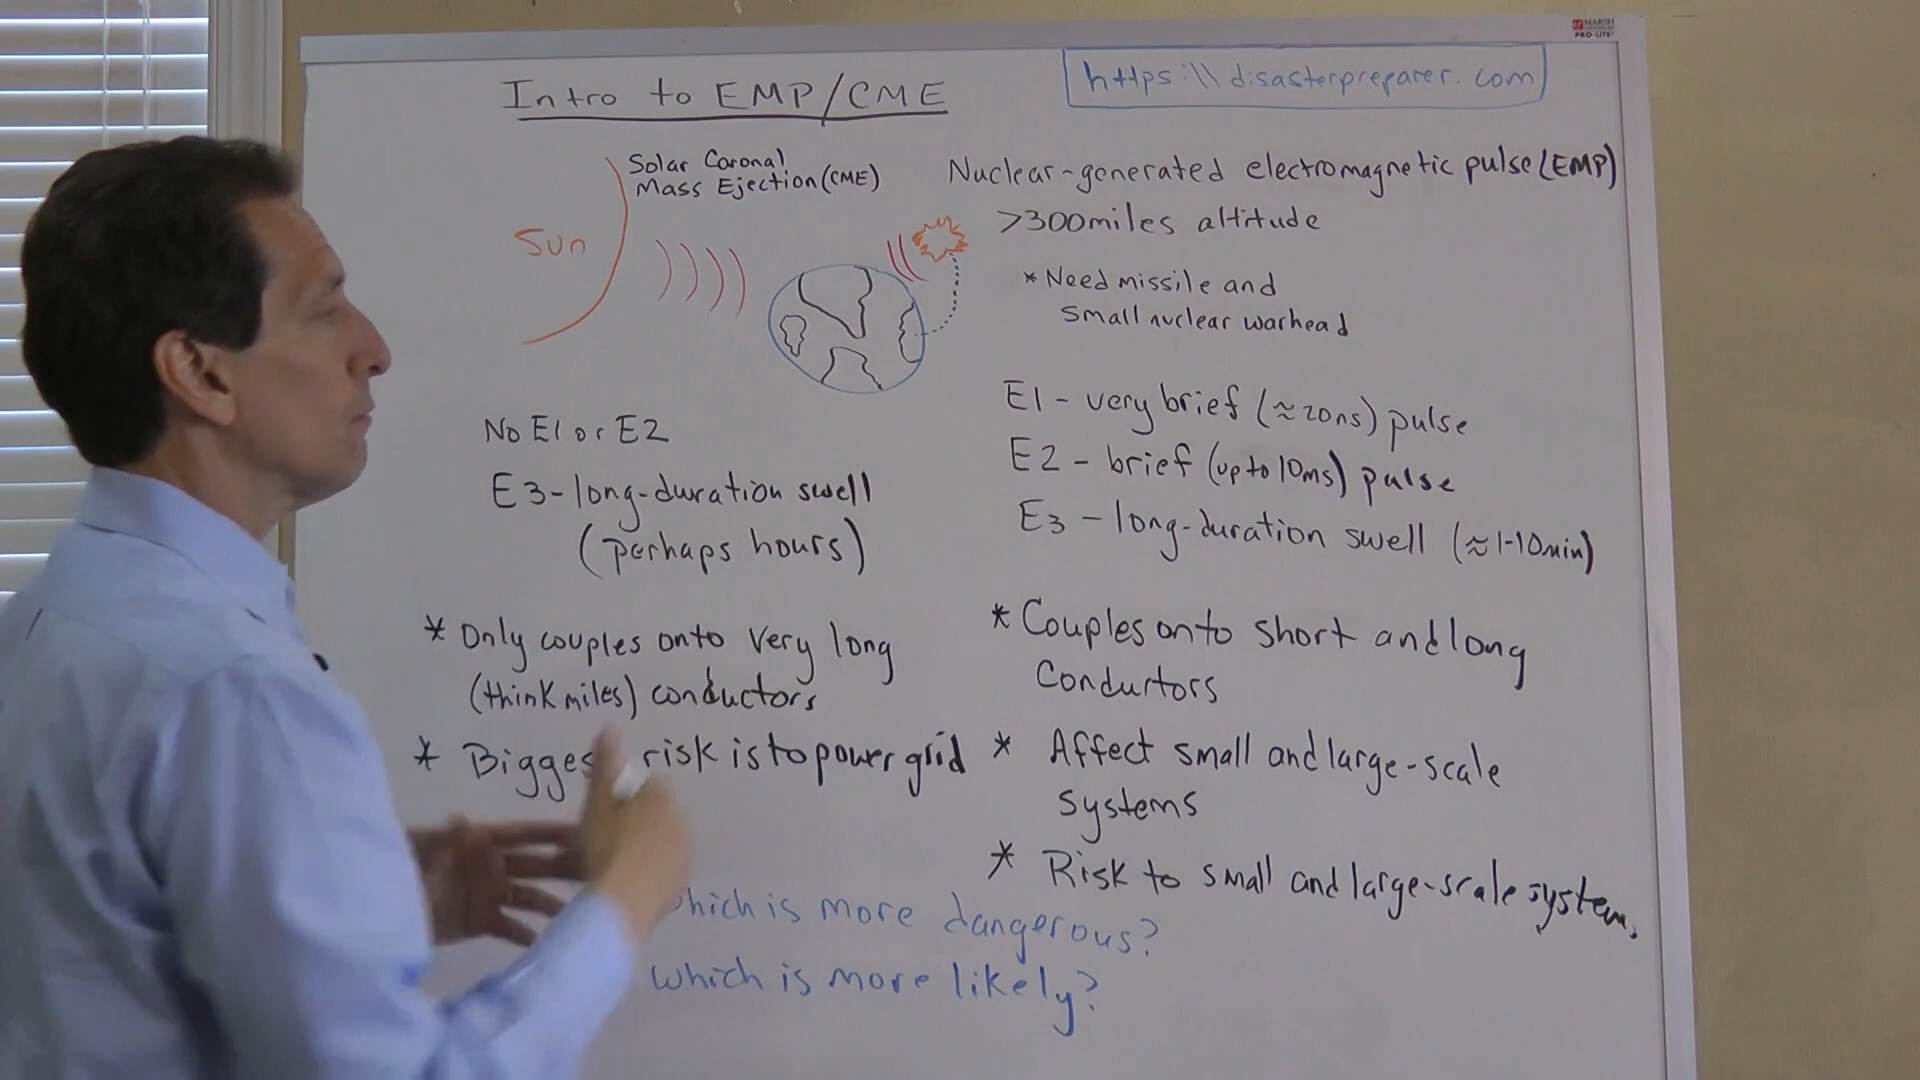 MARSH
PRO-LITE
Intro to EMP/CME
https:\\disasterpreparer.com
Solar Coronal
Mass Ejection (CME)
Sun
Nuclear-generated electromagnetic pulse (EMP)
>300miles altitude
* Need missile and
small nuclear warhead
No E1 or E2
E3-long-duration swell
(perhaps hours)
* Only couples onto very long
(think miles) conductors
* Bigges risk is to power grid
E1 - very brief (≈20ns) pulse
E2 - brief (up to 10ms) pulse
E3 - long-duration swell (≈1-10min)
* Couples onto short and long
Conductors
* Affect small and large-scale
systems
* Risk to small and large-scale systems
hich is more dangerous?
which is more likely?